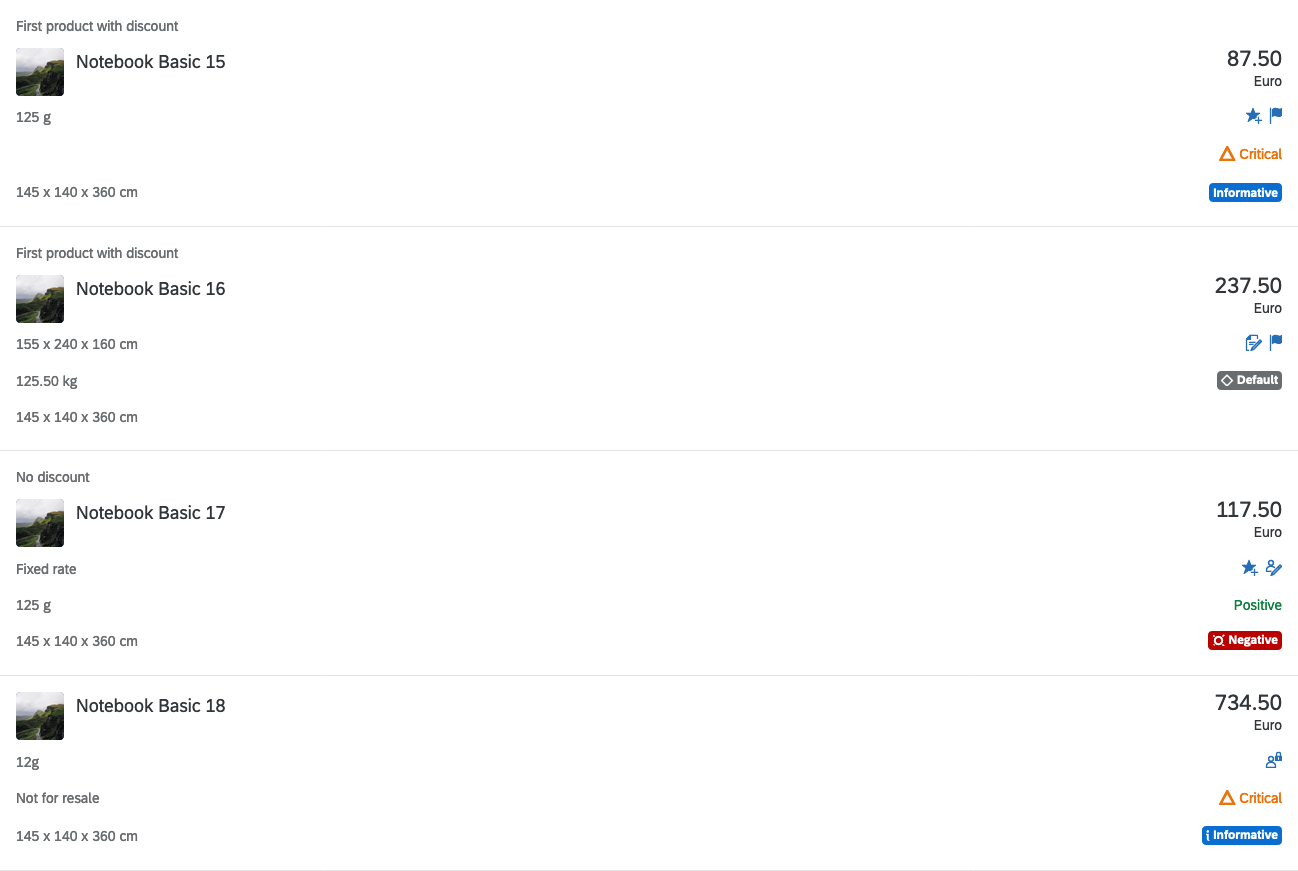 First product with discount
Notebook Basic 15
87.50
Euro
125 g
Critical
145 x 140 x 360 cm
Informative
First product with discount
Notebook Basic 16
237.50
Euro
155 x 240 x 160 cm
125.50 kg
Default
145 x 140 x 360 cm
No discount
Notebook Basic 17
117.50
Euro
Fixed rate
125 g
Positive
145 x 140 x 360 cm
Negative
Notebook Basic 18
734.50
Euro
12g
Not for resale
Critical
145 x 140 x 360 cm
Informative